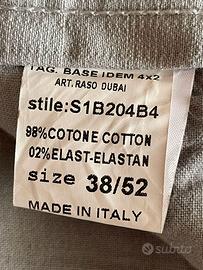 TAG. BASE IDEM 4X2
ART. RASO DUBAI
stile:S1B204B4
98%COTONE COTTON
02%ELAST-ELASTAN
size 38/52
MADE IN ITALY
subito